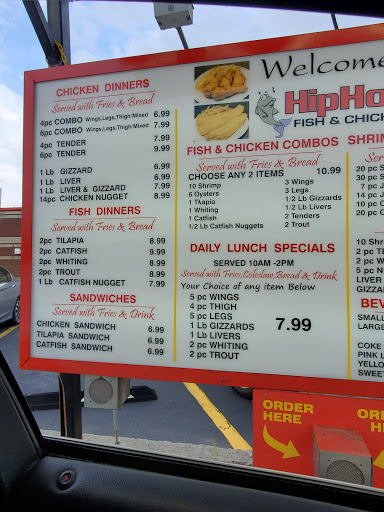 Welcome
HipHo
FISH & CHICK
CHICKEN DINNERS
Served with Fries & Bread
4pc COMBO Wings,Legs,Thigh/Mixed 6.99
6pc COMBO Wings,Legs,Thigh/Mixed 7.99
4pc TENDER 7.99
6pc TENDER 9.99
1 Lb GIZZARD 6.99
1 Lb LIVER 6.99
1 Lb LIVER & GIZZARD 7.99
14pc CHICKEN NUGGET 8.99
FISH DINNERS
Served with Fries & Bread
2pc TILAPIA 8.99
2pc CATFISH 9.99
2pc WHITING 8.99
2pc TROUT 8.99
1 Lb CATFISH NUGGET 7.99
SANDWICHES
Served with Fries & Drink
CHICKEN SANDWICH 6.99
TILAPIA SANDWICH 6.99
CATFISH SANDWICH 6.99
FISH & CHICKEN COMBOS
Served with Fries & Bread
CHOOSE ANY 2 ITEMS 10.99
10 Shrimp 3 Wings
6 Oysters 3 Legs
1 TKapia 1/2 Lb Gizzards
1 Whiting 1/2 Lb Livers
1 Catfish 2 Tenders
1/2 Lb Catfish Nuggets 2 Trout
DAILY LUNCH SPECIALS
SERVED 10AM -2PM
Served with Fries,Coleslaw,Bread & Drink
Your Choice of any item Below
5 pc WINGS
4 pc THIGH
5 pc LEGS
1 Lb GIZZARDS 7.99
1 Lb LIVERS
2 pc WHITING
2 pc TROUT
SHRIM
Served
20 pc S
30 pc
7 pc
14 pc
10 pc C
20 pc
10 Shr
2 pc TE
2 pc W
5 pc NU
LIVER
GIZZA
BEV
SMALL
LARG
COKE
PINK L
YELLO
SWEET
ORDER HERE
ORDER HERE